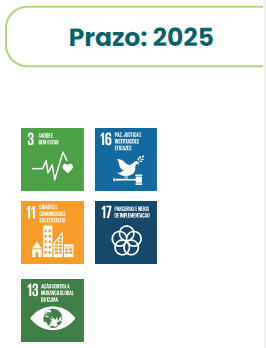 Prazo: 2025
3 SAÚDE E
BEM-ESTAR
16 PAZ, JUSTIÇA E
INSTITUIÇÕES
EFICAZES
11 CIDADES E
COMUNIDADES
SUSTENTÁVEIS
17 PARCERIAS E MEIOS
DE IMPLEMENTAÇÃO
13 AÇÃO CONTRA A
MUDANÇA GLOBAL
DO CLIMA